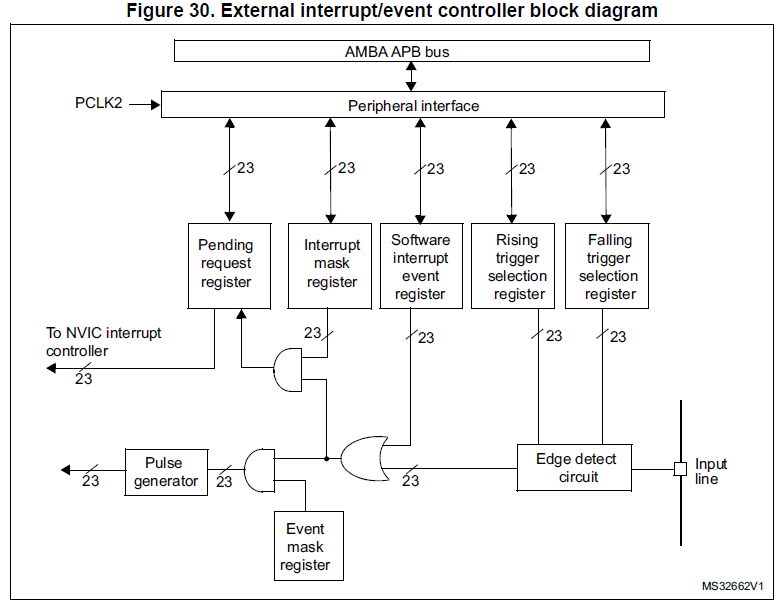 Figure 30. External interrupt/event controller block diagram
AMBA APB bus
PCLK2
Peripheral interface
23
23
23
23
23
Pending
request
register
Interrupt
mask
register
Software
interrupt
event
register
Rising
trigger
selection
register
Falling
trigger
selection
register
To NVIC interrupt
controller
23
23
23
23
23
Pulse
generator
23
23
23
Edge detect
circuit
Input
line
Event
mask
register
MS32662V1